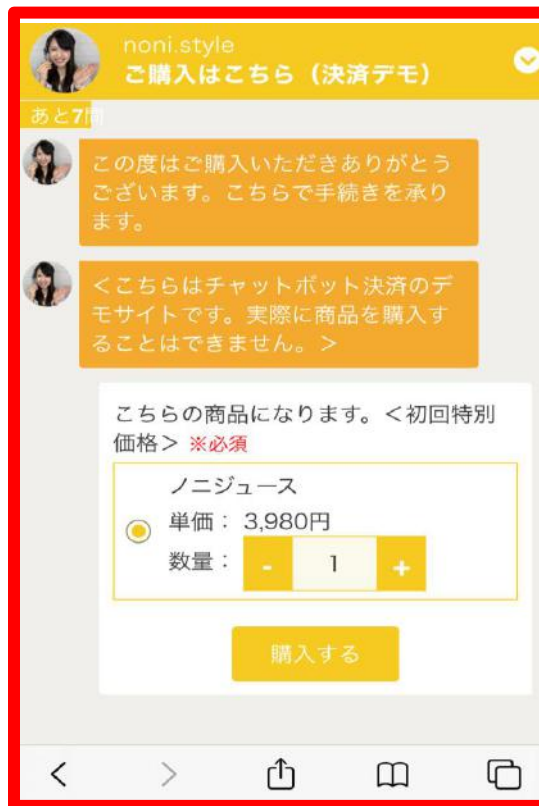 noni.style
ご購入はこちら（決済デモ）
あと7問
この度はご購入いただきありがとう
ございます。こちらで手続きを承り
ます。
＜こちらはチャットボット決済のデ
モサイトです。実際に商品を購入す
ることはできません。＞
こちらの商品になります。＜初回特別
価格＞ ※必須
ノニジュース
単価： 3,980円
数量： - 1 +
購入する